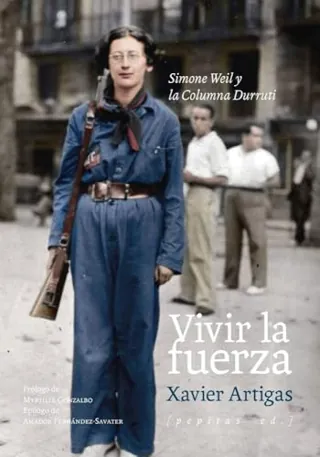 Simone Weil y
la Columna Durruti
Vivir la
fuerza
Xavier Artigas
[pepitas ed.]
Prólogo de
Myrtille Gonzalbo
Epílogo de
Amador Fernández-Savater